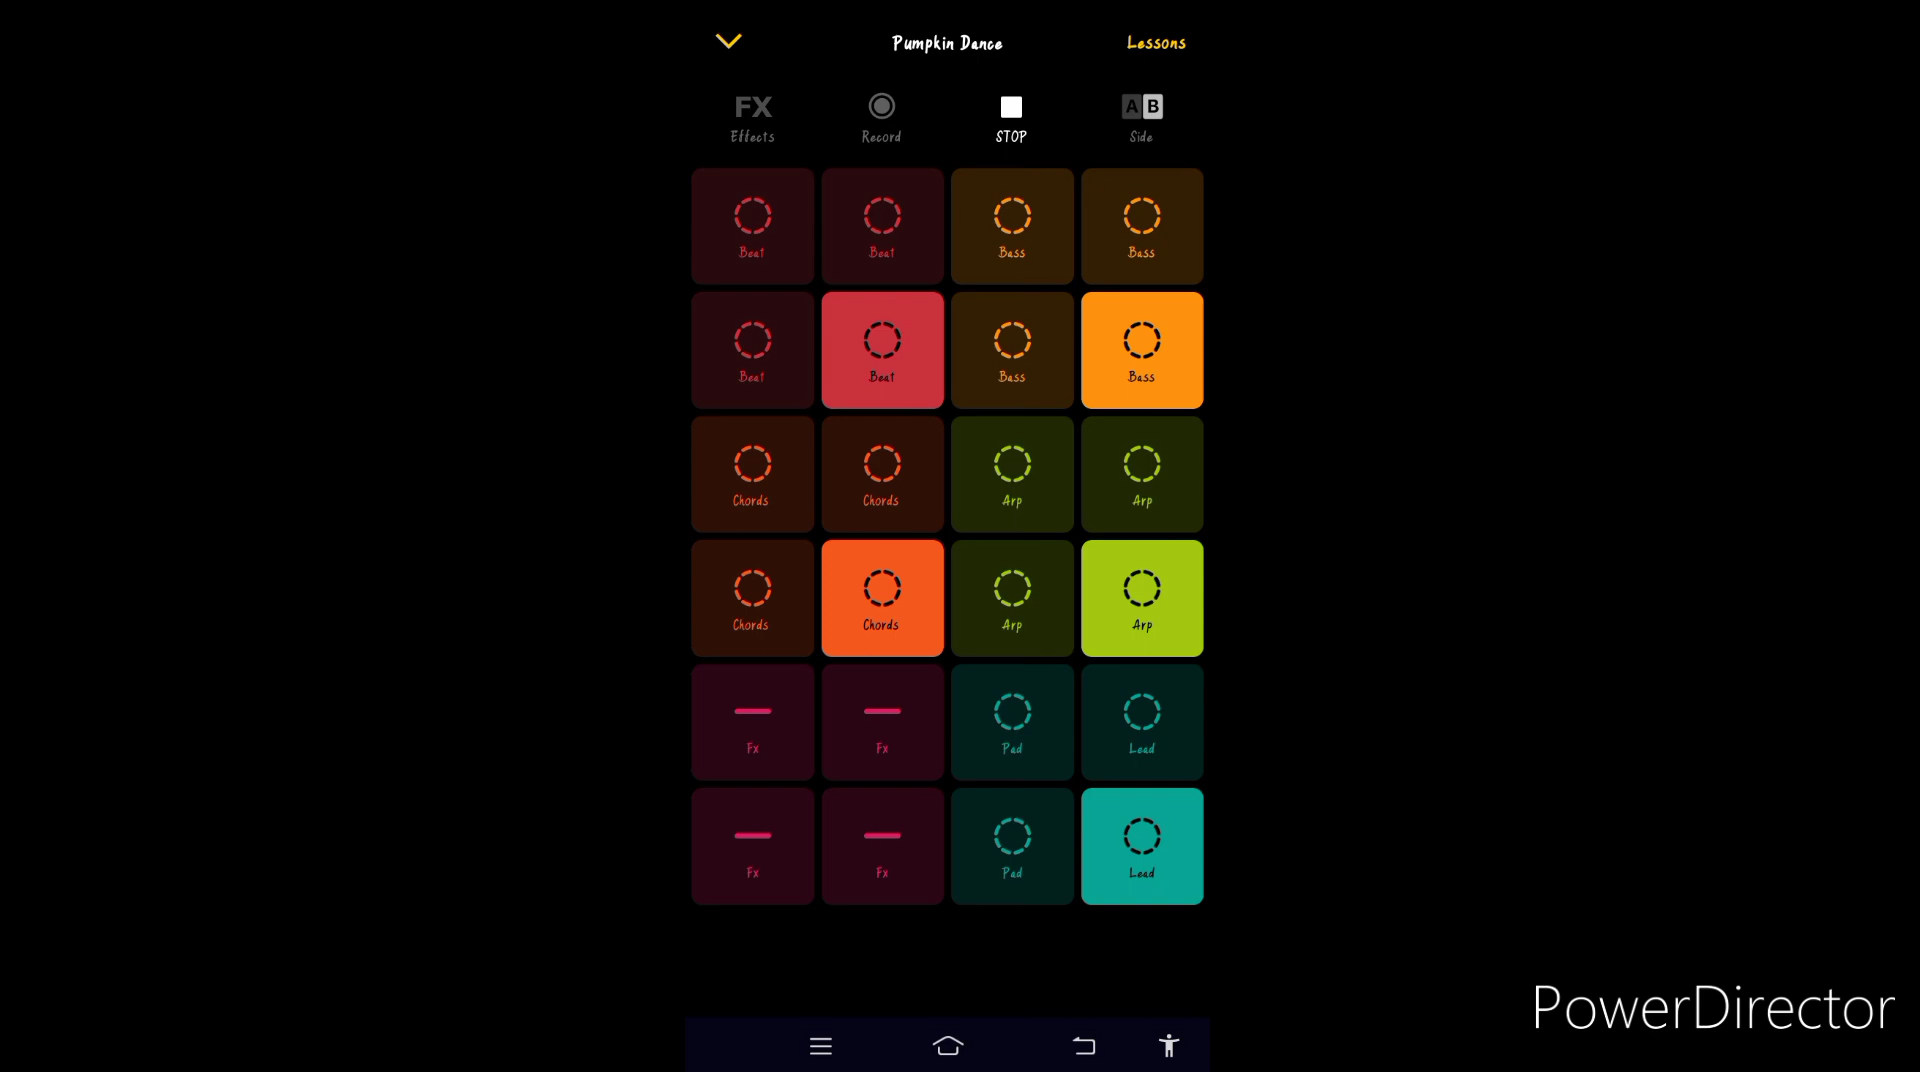 Pumpkin Dance Lessons
FX A B
Effects Record STOP Side
Beat Beat Bass Bass
Beat Beat Bass Bass
Chords Chords Arp Arp
Chords Chords Arp Arp
Fx Fx Pad Lead
Fx Fx Pad Lead
PowerDirector